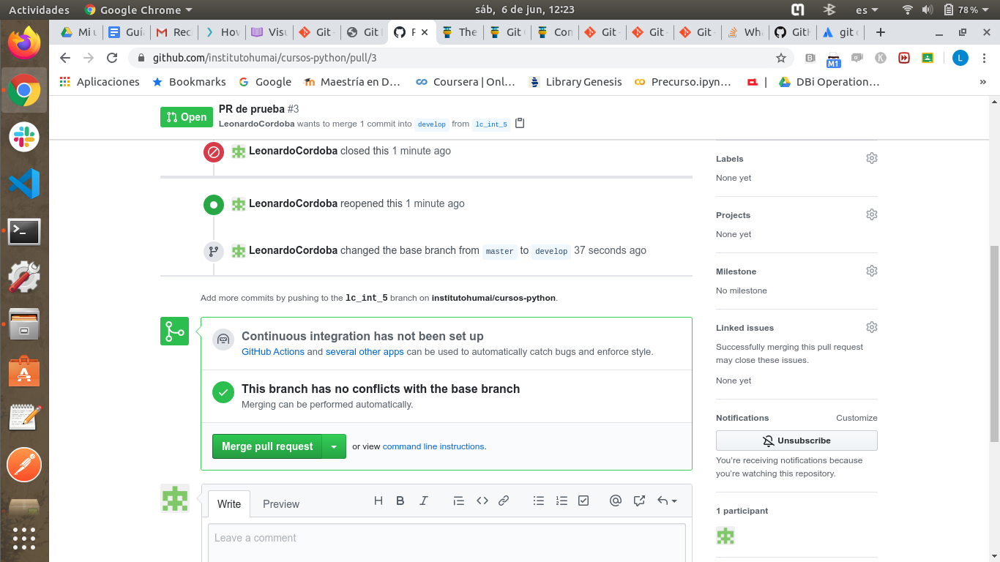 Actividades Google Chrome sáb, 6 de jun, 12:23 es 78%
Mi u Guía Rec Hov Visu Git - Git P The Git Con Git - Git - Git - Wha Gitl git c
github.com/institutohumai/cursos-python/pull/3 M1 K L
Aplicaciones Bookmarks Google Maestría en D... Coursera | Onl... Library Genesis Precurso.ipyn... | DBi Operation... »
Open PR de prueba #3
LeonardoCordoba wants to merge 1 commit into develop from lc_int_5
LeonardoCordoba closed this 1 minute ago
LeonardoCordoba reopened this 1 minute ago
LeonardoCordoba changed the base branch from master to develop 37 seconds ago
Add more commits by pushing to the lc_int_5 branch on institutohumai/cursos-python.
Continuous integration has not been set up
GitHub Actions and several other apps can be used to automatically catch bugs and enforce style.
This branch has no conflicts with the base branch
Merging can be performed automatically.
Merge pull request or view command line instructions.
Write Preview
Leave a comment
Labels
None yet
Projects
None yet
Milestone
No milestone
Linked issues
Successfully merging this pull request
may close these issues.
None yet
Notifications Customize
Unsubscribe
You're receiving notifications because
you're watching this repository.
1 participant